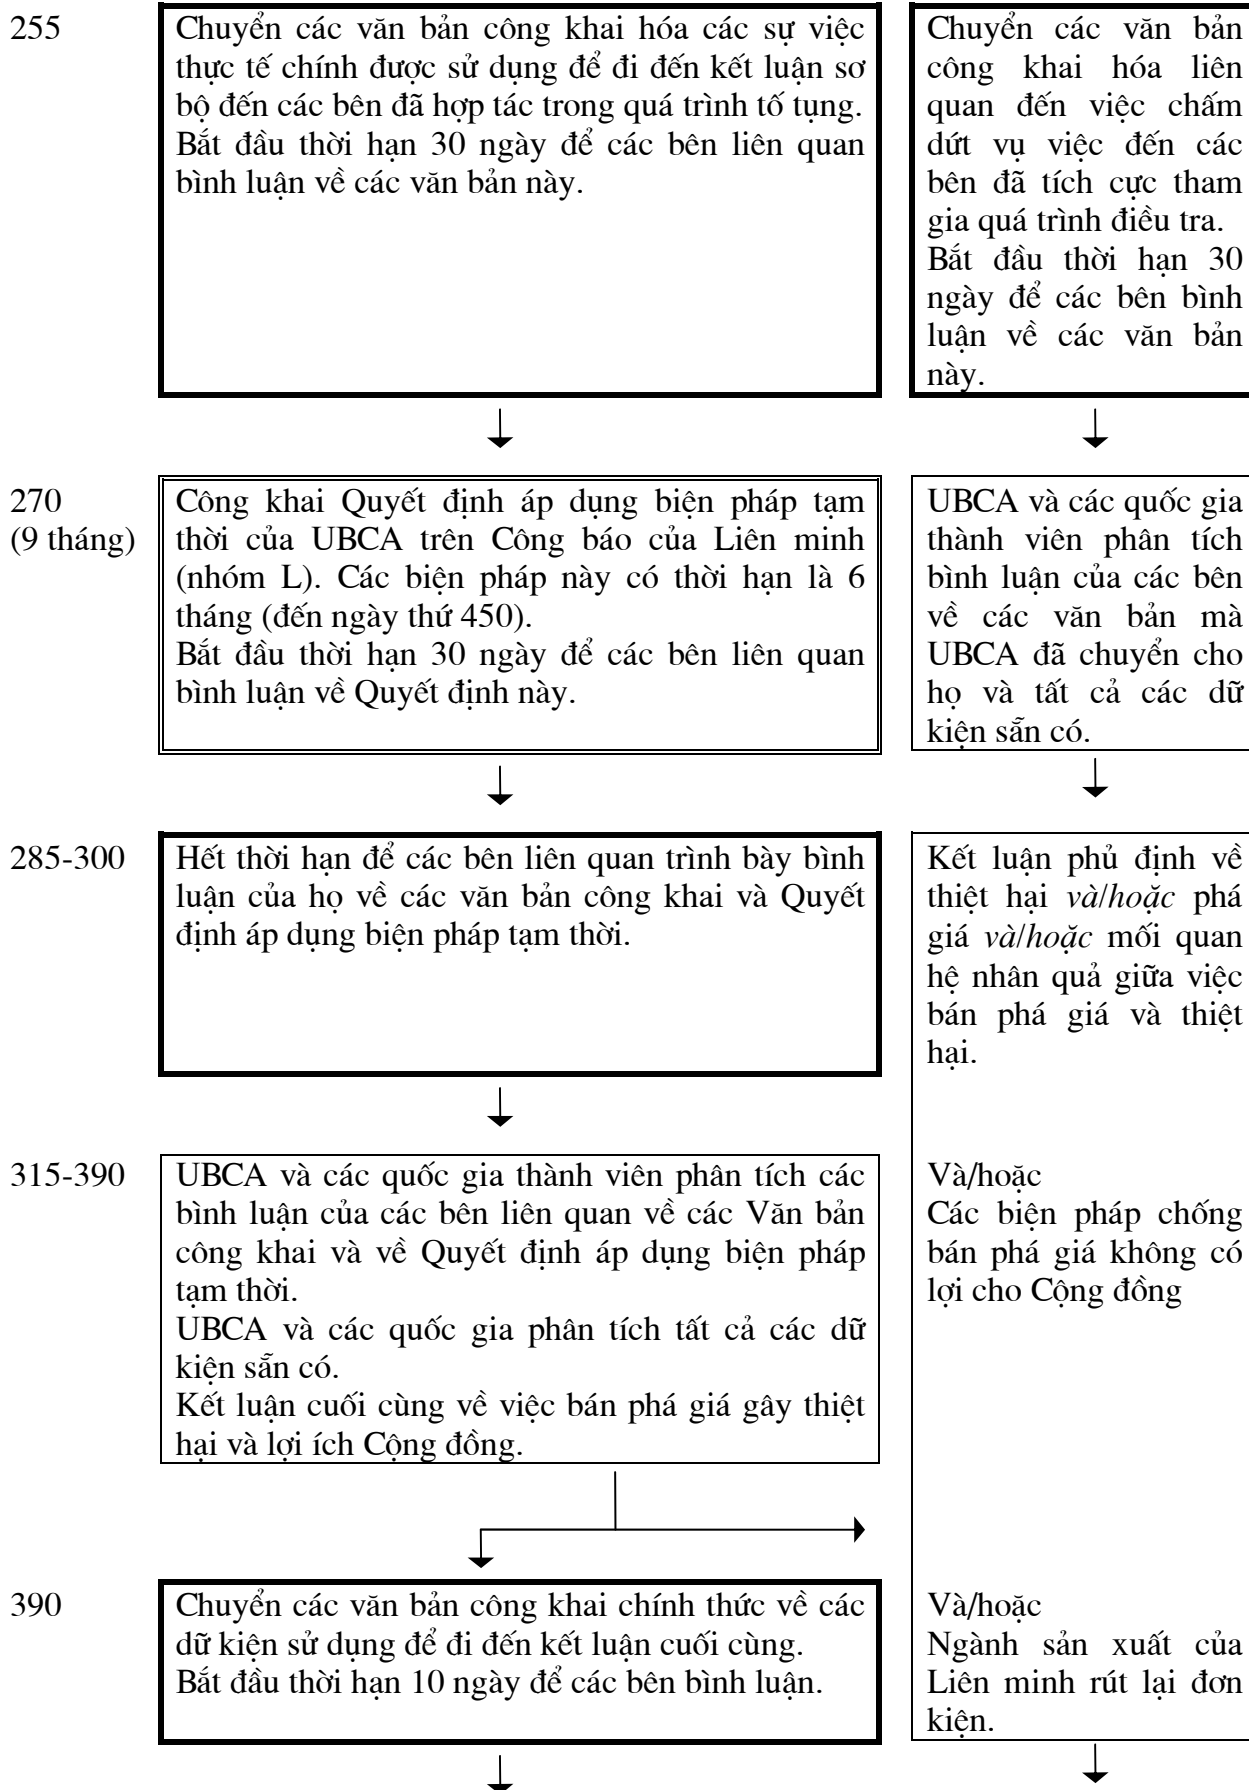 255
Chuyển các văn bản công khai hóa các sự việc
thực tế chính được sử dụng để đi đến kết luận sơ
bộ đến các bên đã hợp tác trong quá trình tố tụng.
Bắt đầu thời hạn 30 ngày để các bên liên quan
bình luận về các văn bản này.
Chuyển các văn bản
công khai hóa liên
quan đến việc chấm
dứt vụ việc đến các
bên đã tích cực tham
gia quá trình điều tra.
Bắt đầu thời hạn 30
ngày để các bên bình
luận về các văn bản
này.
270
(9 tháng)
Công khai Quyết định áp dụng biện pháp tạm
thời của UBCA trên Công báo của Liên minh
(nhóm L). Các biện pháp này có thời hạn là 6
tháng (đến ngày thứ 450).
Bắt đầu thời hạn 30 ngày để các bên liên quan
bình luận về Quyết định này.
UBCA và các quốc gia
thành viên phân tích
bình luận của các bên
về các văn bản mà
UBCA đã chuyển cho
họ và tất cả các dữ
kiện sẵn có.
285-300
Hết thời hạn để các bên liên quan trình bày bình
luận của họ về các văn bản công khai và Quyết
định áp dụng biện pháp tạm thời.
Kết luận phủ định về
thiệt hại và/hoặc phá
giá và/hoặc mối quan
hệ nhân quả giữa việc
bán phá giá và thiệt
hại.
315-390
UBCA và các quốc gia thành viên phân tích các
bình luận của các bên liên quan về các Văn bản
công khai và về Quyết định áp dụng biện pháp
tạm thời.
UBCA và các quốc gia phân tích tất cả các dữ
kiện sẵn có.
Kết luận cuối cùng về việc bán phá giá gây thiệt
hại và lợi ích Cộng đồng.
Và/hoặc
Các biện pháp chống
bán phá giá không có
lợi cho Cộng đồng
390
Chuyển các văn bản công khai chính thức về các
dữ kiện sử dụng để đi đến kết luận cuối cùng.
Bắt đầu thời hạn 10 ngày để các bên bình luận.
Và/hoặc
Ngành sản xuất của
Liên minh rút lại đơn
kiện.